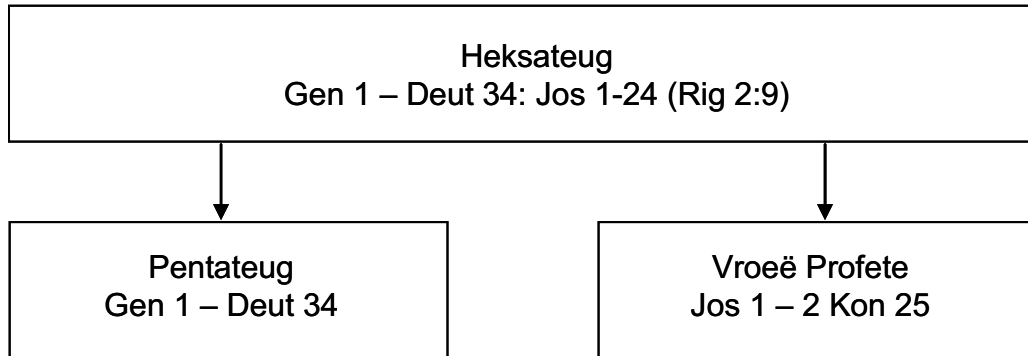 Heksateug
Gen 1 – Deut 34: Jos 1-24 (Rig 2:9)
Pentateug
Gen 1 – Deut 34
Vroeë Profete
Jos 1 – 2 Kon 25